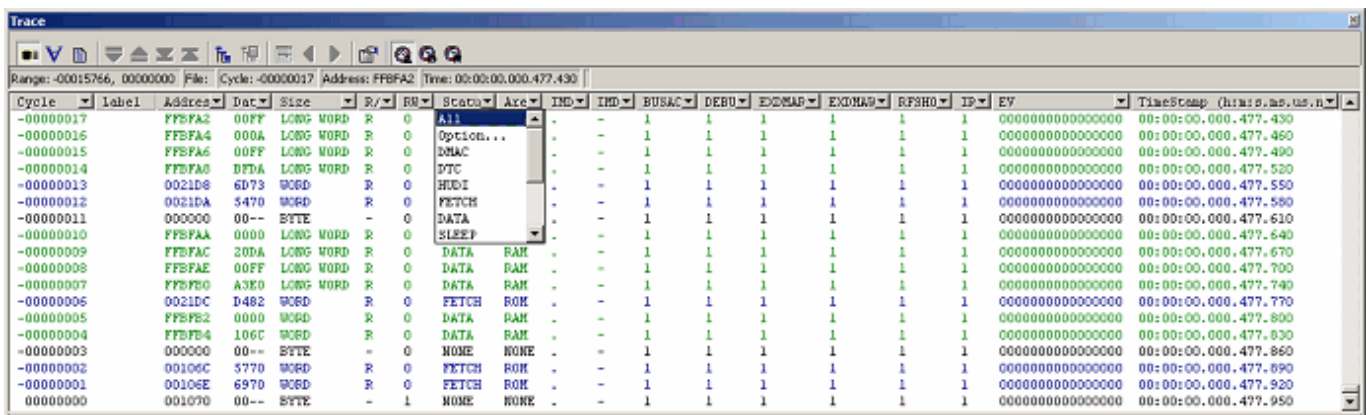 Trace
Range: -00015766, 00000000 File: Cycle: -00000017 Address: FFBFA2 Time: 00:00:00.000.477.430
Cycle Label Addres Dat Size R/ RW Statu Are IMD IMD BUSAC DEBU EXDMAR EXDMAW RFSHO IP EV TimeStamp (h:m:s.ms.us.n
-00000017 FFBFA2 00FF LONG WORD R 0 All . - 1 1 1 1 1 1 0000000000000000 00:00:00.000.477.430
-00000016 FFBFA4 000A LONG WORD R 0 Option... . - 1 1 1 1 1 1 0000000000000000 00:00:00.000.477.460
-00000015 FFBFA6 00FF LONG WORD R 0 DMAC . - 1 1 1 1 1 1 0000000000000000 00:00:00.000.477.490
-00000014 FFBFA8 BFDA LONG WORD R 0 DTC . - 1 1 1 1 1 1 0000000000000000 00:00:00.000.477.520
-00000013 0021D8 6D73 WORD R 0 HUDI . - 1 1 1 1 1 1 0000000000000000 00:00:00.000.477.550
-00000012 0021DA 5470 WORD R 0 FETCH . - 1 1 1 1 1 1 0000000000000000 00:00:00.000.477.580
-00000011 000000 00-- BYTE - 0 DATA . - 1 1 1 1 1 1 0000000000000000 00:00:00.000.477.610
-00000010 FFBFAA 0000 LONG WORD R 0 SLEEP . - 1 1 1 1 1 1 0000000000000000 00:00:00.000.477.640
-00000009 FFBFAC 20DA LONG WORD R 0 DATA RAM . - 1 1 1 1 1 1 0000000000000000 00:00:00.000.477.670
-00000008 FFBFAE 00FF LONG WORD R 0 DATA RAM . - 1 1 1 1 1 1 0000000000000000 00:00:00.000.477.700
-00000007 FFBFB0 A3E0 LONG WORD R 0 DATA RAM . - 1 1 1 1 1 1 0000000000000000 00:00:00.000.477.740
-00000006 0021DC D482 WORD R 0 FETCH ROM . - 1 1 1 1 1 1 0000000000000000 00:00:00.000.477.770
-00000005 FFBFB2 0000 WORD R 0 DATA RAM . - 1 1 1 1 1 1 0000000000000000 00:00:00.000.477.800
-00000004 FFBFB4 106C WORD R 0 DATA RAM . - 1 1 1 1 1 1 0000000000000000 00:00:00.000.477.830
-00000003 000000 00-- BYTE - 0 NONE NONE . - 1 1 1 1 1 1 0000000000000000 00:00:00.000.477.860
-00000002 00106C 5770 WORD R 0 FETCH ROM . - 1 1 1 1 1 1 0000000000000000 00:00:00.000.477.890
-00000001 00106E 6970 WORD R 0 FETCH ROM . - 1 1 1 1 1 1 0000000000000000 00:00:00.000.477.920
00000000 001070 00-- BYTE - 1 NONE NONE . - 1 1 1 1 1 1 0000000000000000 00:00:00.000.477.950